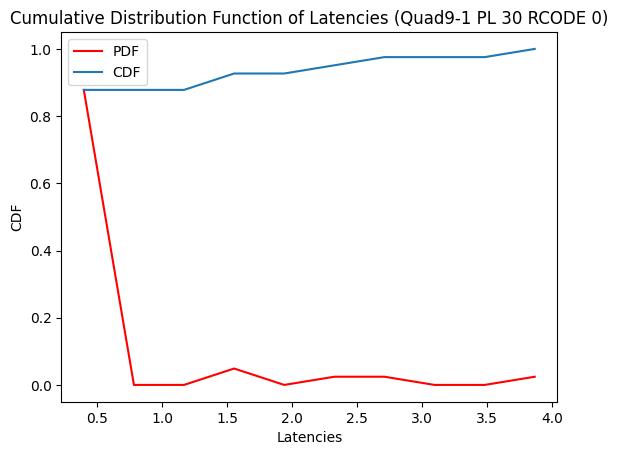 Cumulative Distribution Function of Latencies (Quad9-1 PL 30 RCODE 0)
PDF
CDF
1.0
0.8
0.6
0.4
0.2
0.0
CDF
0.5 1.0 1.5 2.0 2.5 3.0 3.5 4.0
Latencies